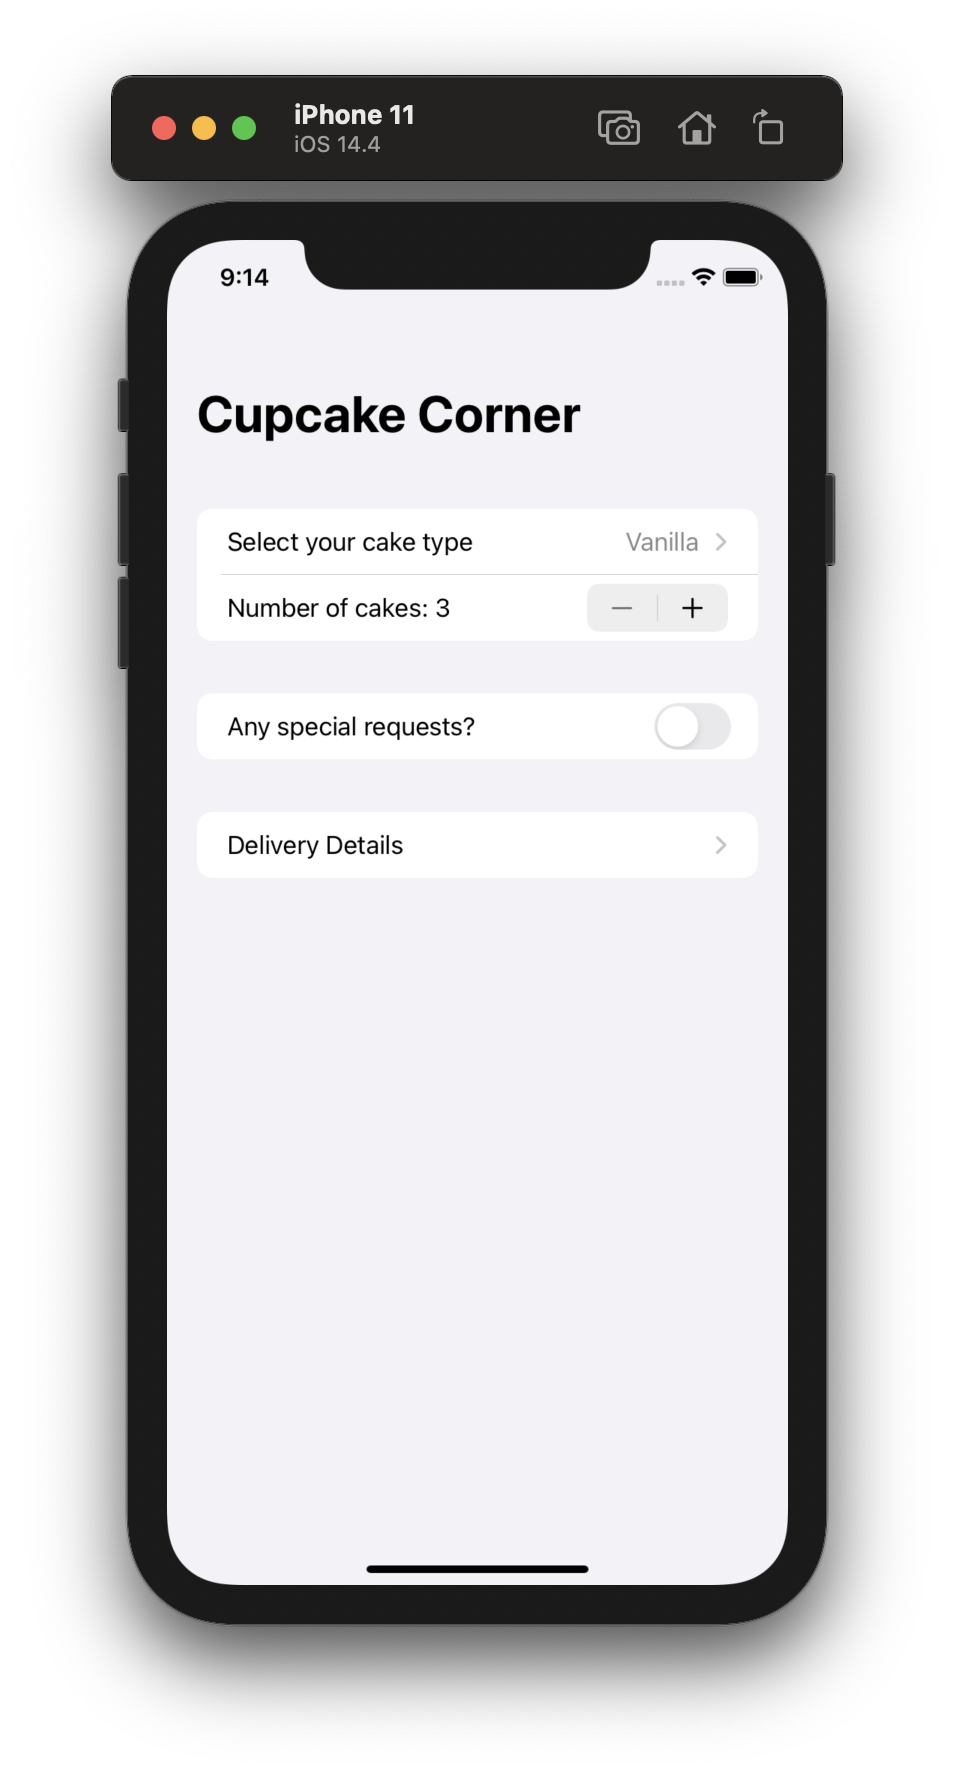 iPhone 11
iOS 14.4
9:14
Cupcake Corner
Select your cake type Vanilla
Number of cakes: 3
Any special requests?
Delivery Details